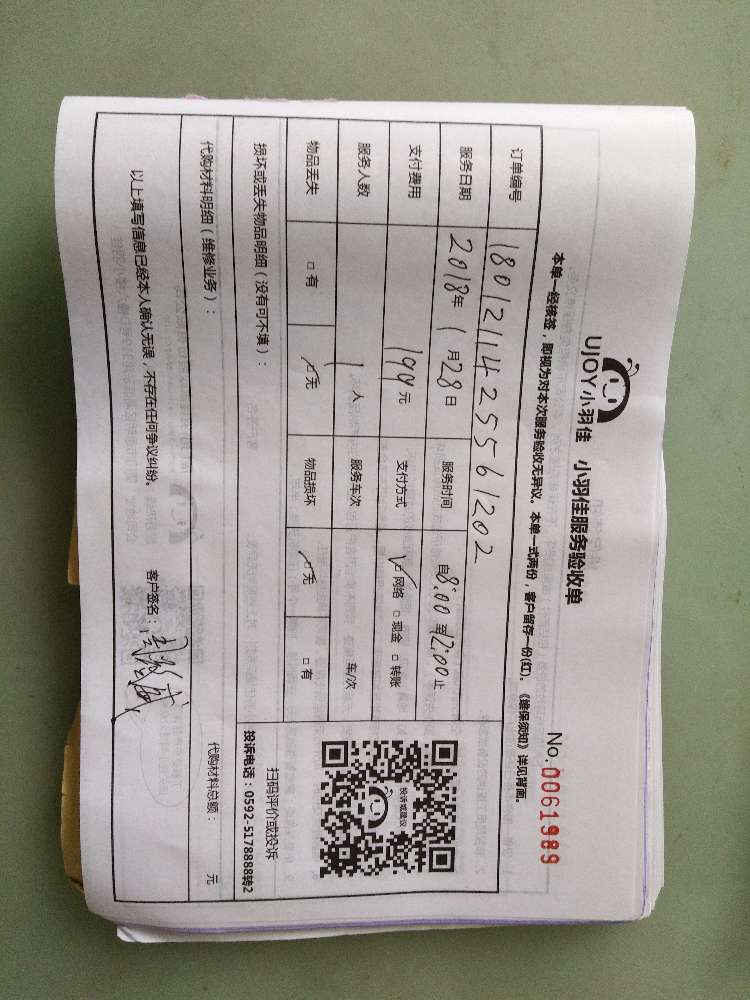 UJOY小羽佳 小羽佳服务验收单
No.0061989
本单一经核签，即视为对本次服务验收无异议。本单一式两份，客户留存一份(红)。《维保须知》详见背面。
订单编号 18012114255561202
服务日期 2018年 1月28日 服务时间 自8:00到12:00止
支付费用 199元 支付方式 ☑网络 □现金 □转账
服务人数 1人 服务车次 车/次
物品丢失 □有 ☑无 物品损坏 ☑无 □有
投诉或建议
扫码评价或投诉
投诉电话：0592-5178888转2
损坏或丢失物品明细（没有可不填）：
代购材料明细（维修业务）： 代购材料总额： 元
以上填写信息已经本人确认无误，不存在任何争议纠纷。 客户签名：